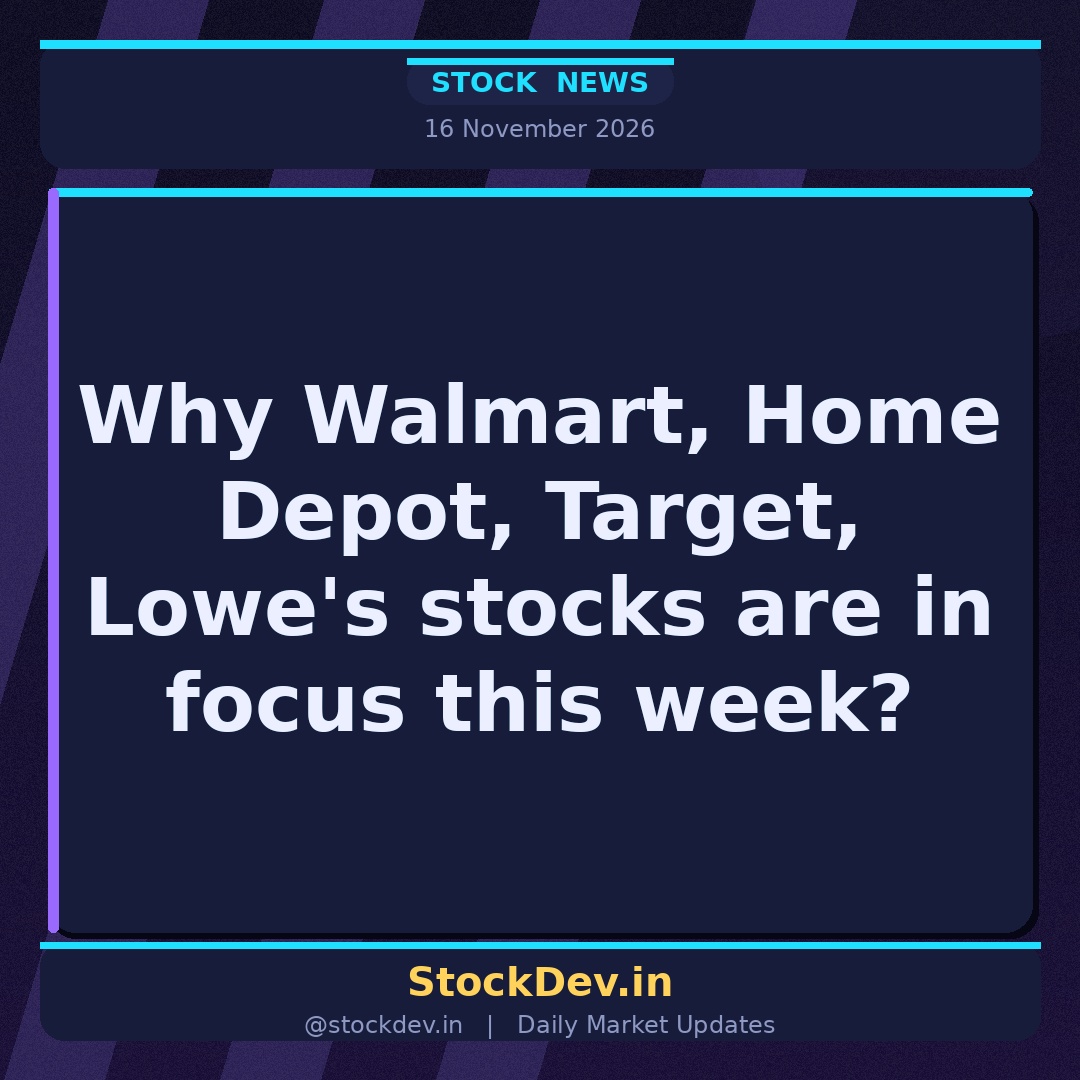 STOCK NEWS
16 November 2026
Why Walmart, Home
Depot, Target,
Lowe's stocks are in
focus this week?
StockDev.in
@stockdev.in | Daily Market Updates